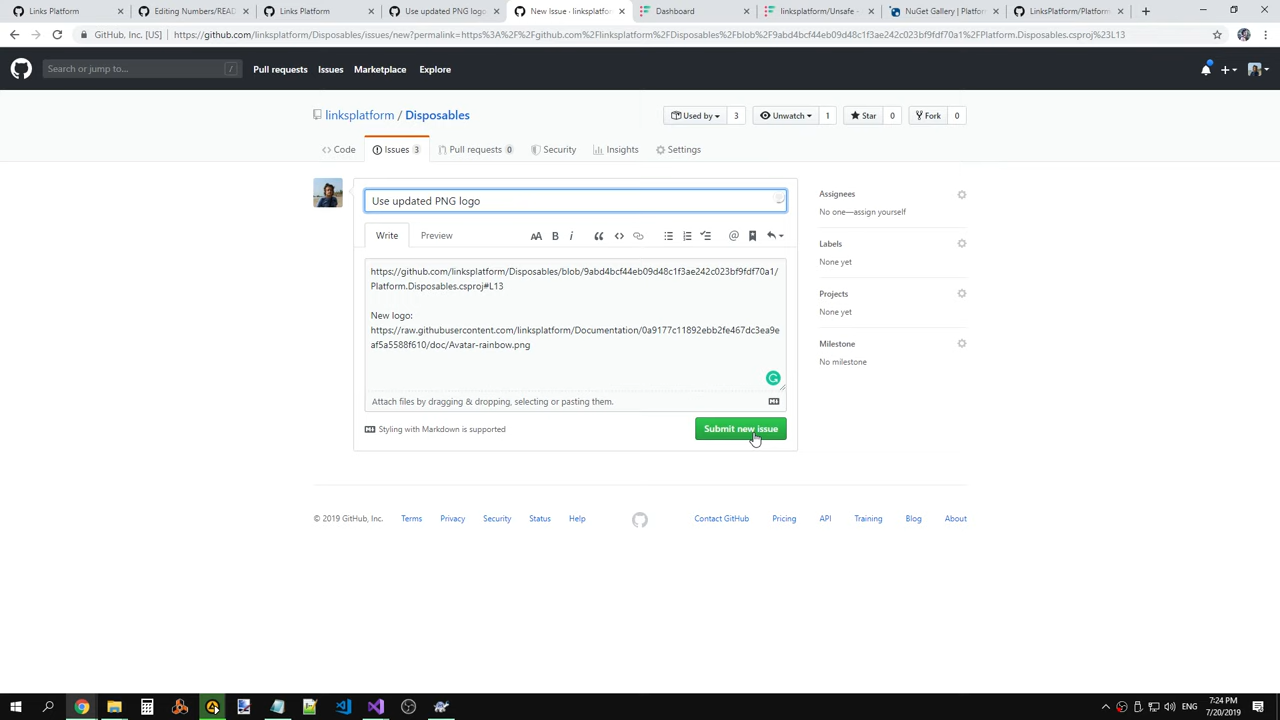 Links Platform
Editing Numbers/READ
Links Platform
Use updated PNG logo
New Issue · linksplatfor
Dashboard
linksplatform/Unsafe -
NuGet Gallery | Platfor
LinksPlatform/Platform
GitHub, Inc. [US]
https://github.com/linksplatform/Disposables/issues/new?permalink=https%3A%2F%2Fgithub.com%2Flinksplatform%2FDisposables%2Fblob%2F9abd4bcf44eb09d48c1f3ae242c023bf9fdf70a1%2FPlatform.Disposables.csproj%23L13
Search or jump to...
/
Pull requests
Issues
Marketplace
Explore
linksplatform / Disposables
Used by 3
Unwatch 1
Star 0
Fork 0
Code
Issues 3
Pull requests 0
Security
Insights
Settings
Use updated PNG logo
Write
Preview
https://github.com/linksplatform/Disposables/blob/9abd4bcf44eb09d48c1f3ae242c023bf9fdf70a1/
Platform.Disposables.csproj#L13
New logo:
https://raw.githubusercontent.com/linksplatform/Documentation/0a9177c11892ebb2fe467dc3ea9e
af5a5588f610/doc/Avatar-rainbow.png
Attach files by dragging & dropping, selecting or pasting them.
Styling with Markdown is supported
Submit new issue
Assignees
No one—assign yourself
Labels
None yet
Projects
None yet
Milestone
No milestone
© 2019 GitHub, Inc.
Terms
Privacy
Security
Status
Help
Contact GitHub
Pricing
API
Training
Blog
About
ENG
7:24 PM
7/20/2019